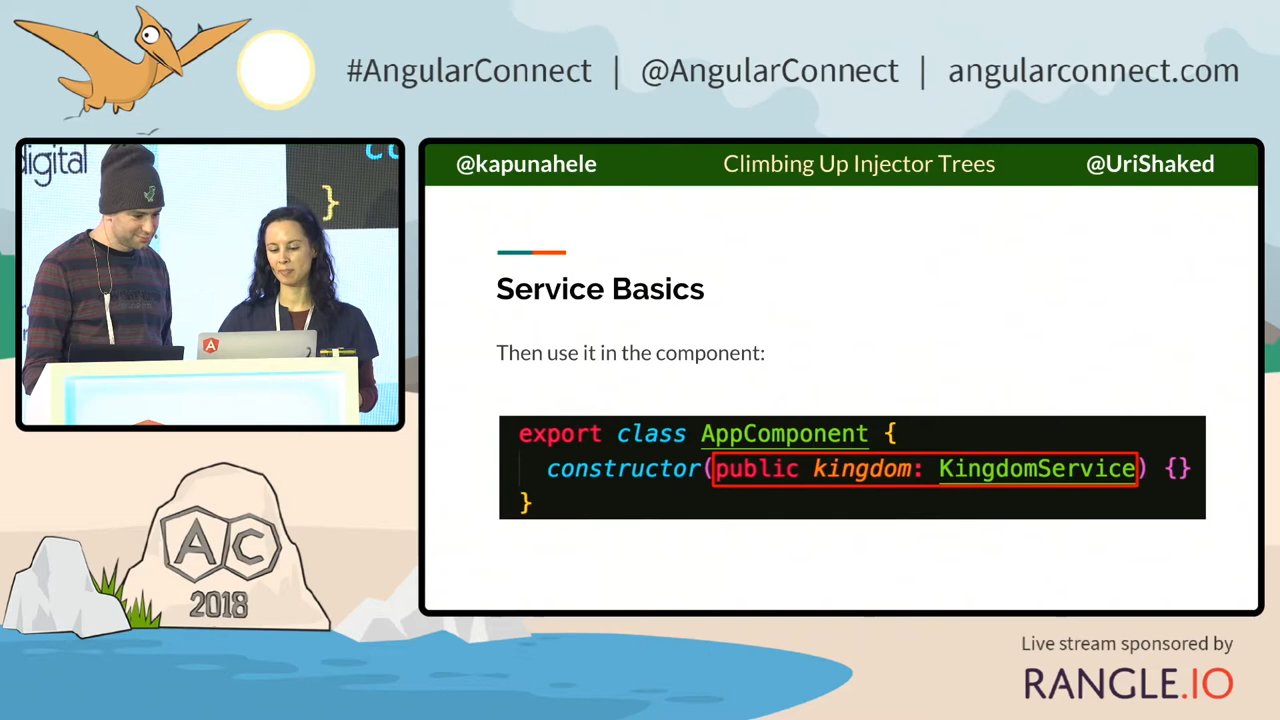 #AngularConnect | @AngularConnect | angularconnect.com
digital
}
@kapunahele Climbing Up Injector Trees @UriShaked
Service Basics
Then use it in the component:
export class AppComponent {
constructor(public kingdom: KingdomService) {}
}
AC
2018
Live stream sponsored by
RANGLE.IO